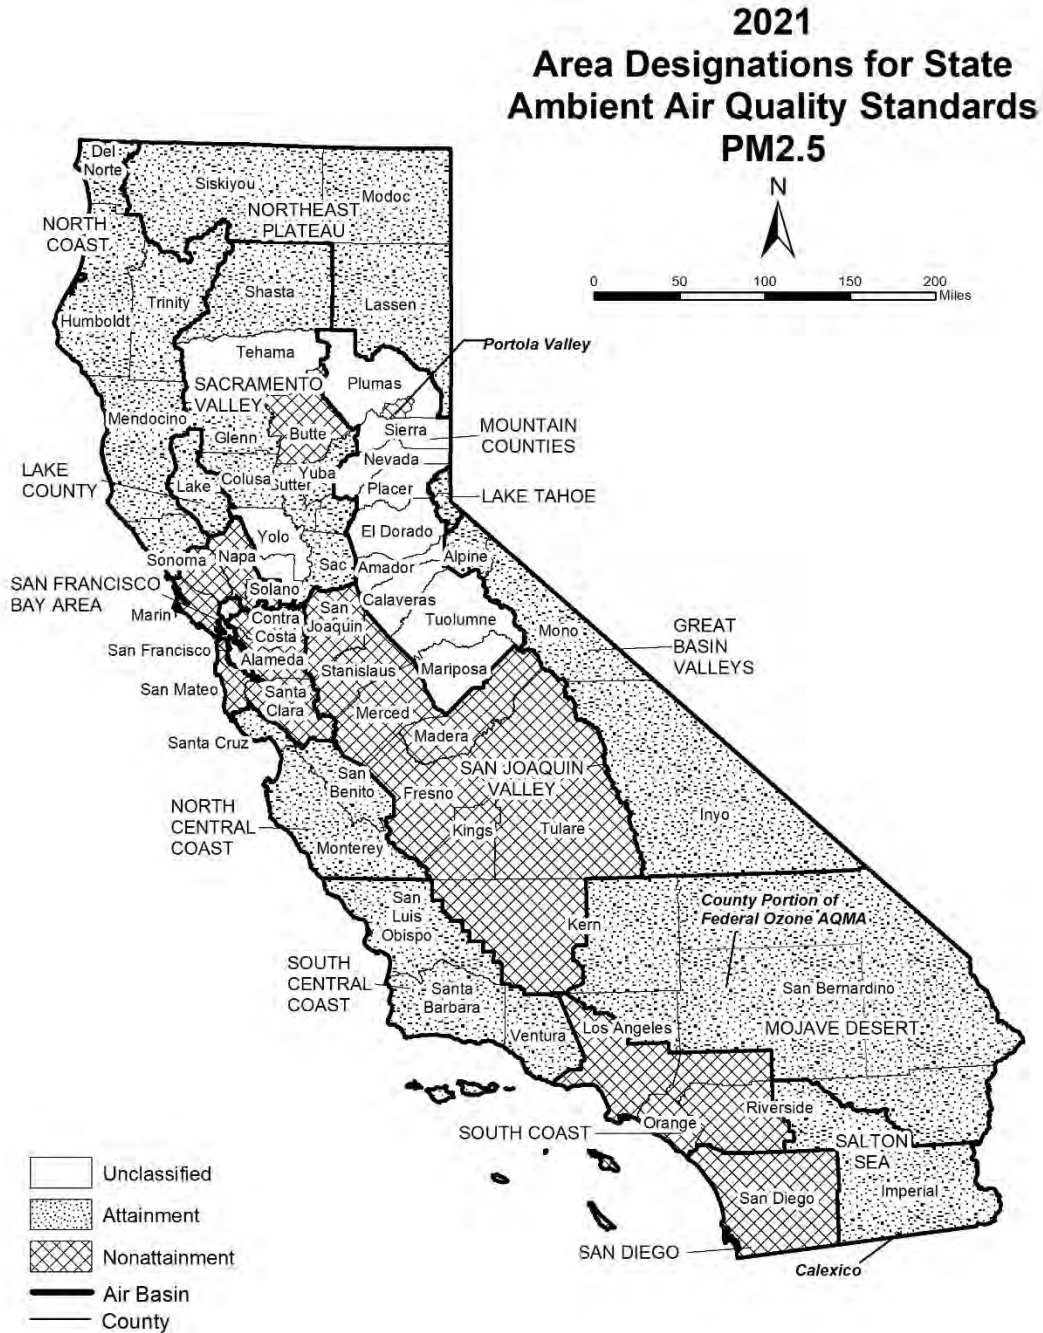 2021
Area Designations for State
Ambient Air Quality Standards
PM2.5
N
0 50 100 150 200
Miles
Del
Norte
Siskiyou
Modoc
NORTHEAST
PLATEAU
NORTH
COAST
Trinity
Shasta
Lassen
Humboldt
Portola Valley
Tehama
Plumas
SACRAMENTO
VALLEY
Mendocino
Glenn
Butte
Sierra
MOUNTAIN
COUNTIES
Nevada
LAKE
COUNTY
Lake
Colusa
utter
Yuba
Placer
LAKE TAHOE
Yolo
El Dorado
Sonoma
Napa
Sac
Amador
Alpine
SAN FRANCISCO
BAY AREA
Solano
Marin
Contra
Costa
San
Joaquin
Calaveras
Tuolumne
Mono
GREAT
BASIN
VALLEYS
San Francisco
Alameda
Stanislaus
Mariposa
San Mateo
Santa
Clara
Merced
Madera
Santa Cruz
SAN JOAQUIN
VALLEY
San
Benito
Fresno
NORTH
CENTRAL
COAST
Monterey
Kings
Tulare
Inyo
San
Luis
Obispo
Kern
County Portion of
Federal Ozone AQMA
SOUTH
CENTRAL
COAST
Santa
Barbara
San Bernardino
Ventura
Los Angeles
MOJAVE DESERT
SOUTH COAST
Orange
Riverside
SALTON
SEA
San Diego
Imperial
SAN DIEGO
Calexico
Unclassified
Attainment
Nonattainment
Air Basin
County